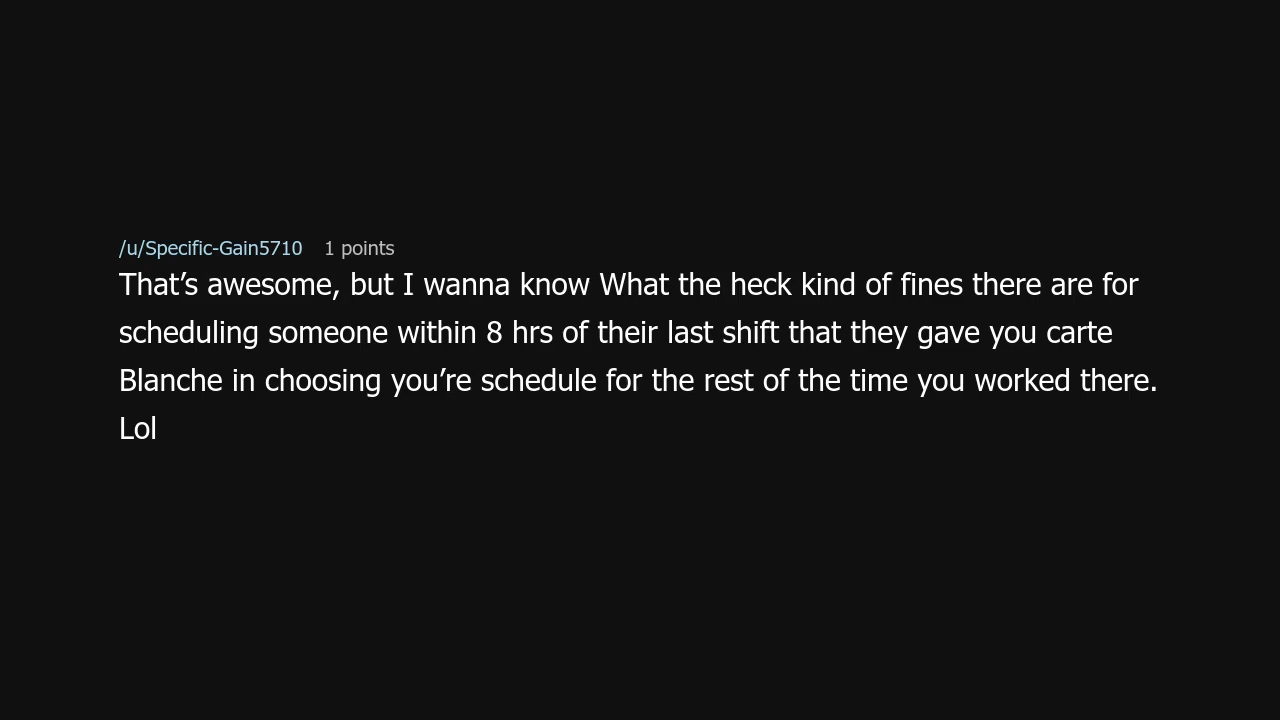 /u/Specific-Gain5710 1 points
That’s awesome, but I wanna know What the heck kind of fines there are for
scheduling someone within 8 hrs of their last shift that they gave you carte
Blanche in choosing you’re schedule for the rest of the time you worked there.
Lol